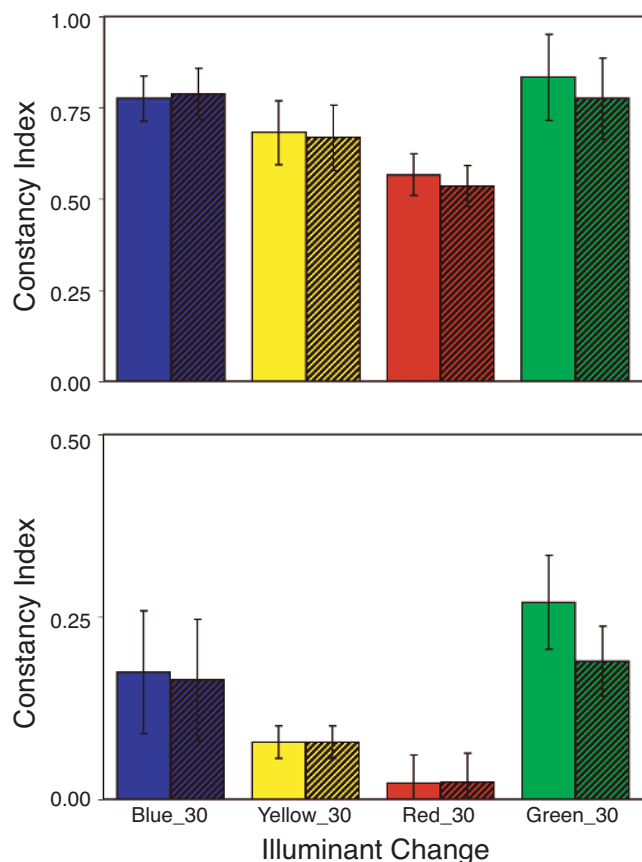 1.00
0.75
0.50
0.25
0.00
Constancy Index
0.50
0.25
0.00
Constancy Index
Blue_30 Yellow_30 Red_30 Green_30
Illuminant Change